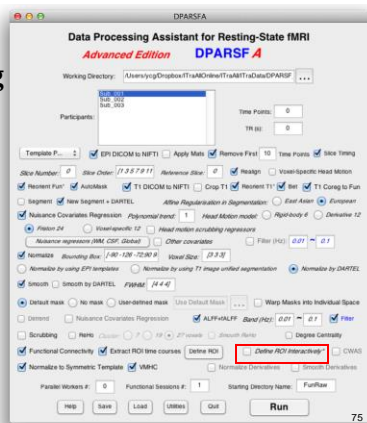 g
DPARSFA
Data Processing Assistant for Resting-State fMRI
Advanced Edition DPARSF A
Working Directory: /Users/ycg/Dropbox/ITraAllOnline/ITraAll/ITraData/DPARSF ...
Participants:
Sub_001
Sub_002
Sub_003
Time Points: 0
TR (s): 0
Template P... EPI DICOM to NIFTI Apply Mats Remove First 10 Time Points Slice Timing
Slice Number: 0 Slice Order: [1 3 5 7 9 11 Reference Slice: 0 Realign Voxel-Specific Head Motion
Reorient Fun* AutoMask T1 DICOM to NIFTI Crop T1 Reorient T1* Bet T1 Coreg to Fun
Segment New Segment + DARTEL Affine Regularisation in Segmentation: East Asian European
Nuisance Covariates Regression Polynomial trend: 1 Head Motion model: Rigid-body 6 Derivative 12
Friston 24 Voxel-specific 12 Head motion scrubbing regressors
Nuisance regressors (WM, CSF, Global) Other covariates Filter (Hz): 0.01 ~ 0.1
Normalize Bounding Box: [-90 -126 -72;90 9 Voxel Size: [3 3 3]
Normalize by using EPI templates Normalize by using T1 image unified segmentation Normalize by DARTEL
Smooth Smooth by DARTEL FWHM: [4 4 4]
Default mask No mask User-defined mask Use Default Mask ... Warp Masks into Individual Space
Detrend Nuisance Covariates Regression ALFF+fALFF Band (Hz): 0.01 ~ 0.1 Filter
Scrubbing ReHo Cluster: 7 19 27 voxels Smooth ReHo Degree Centrality
Functional Connectivity Extract ROI time courses Define ROI Define ROI Interactively* CWAS
Normalize to Symmetric Template VMHC Normalize Derivatives Smooth Derivatives
Parallel Workers #: 0 Functional Sessions #: 1 Starting Directory Name: FunRaw
Help Save Load Utilities Quit Run
75